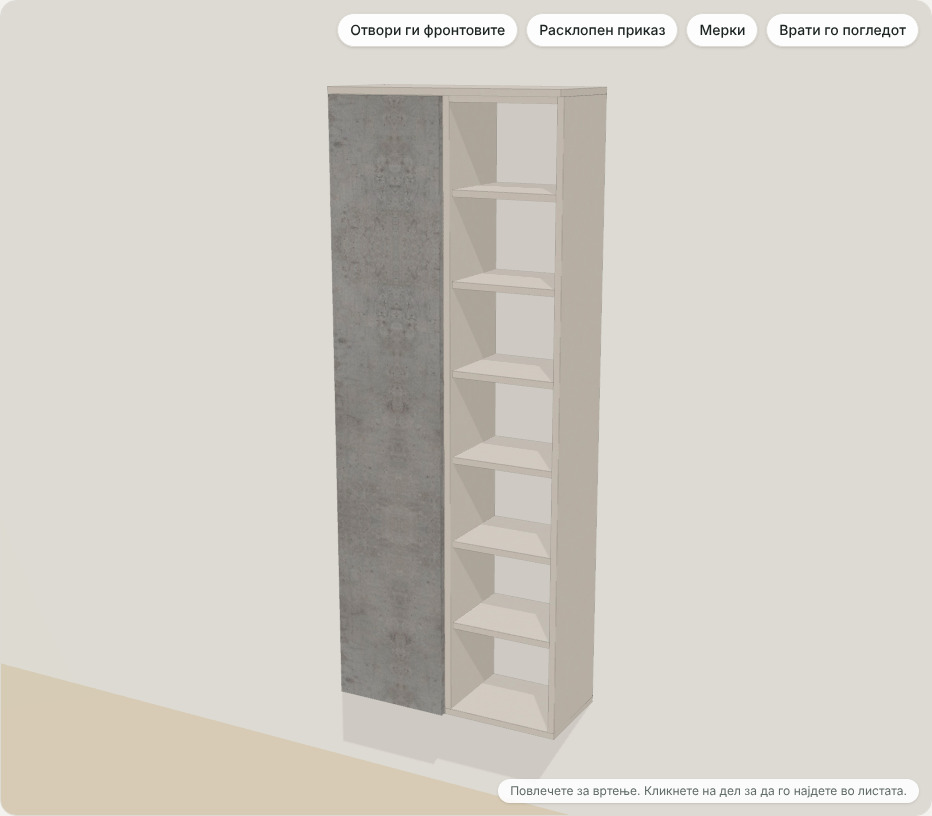 Отвори ги фронтовите
Расклопен приказ
Мерки
Врати го погледот
Повлечете за вртење. Кликнете на дел за да го најдете во листата.